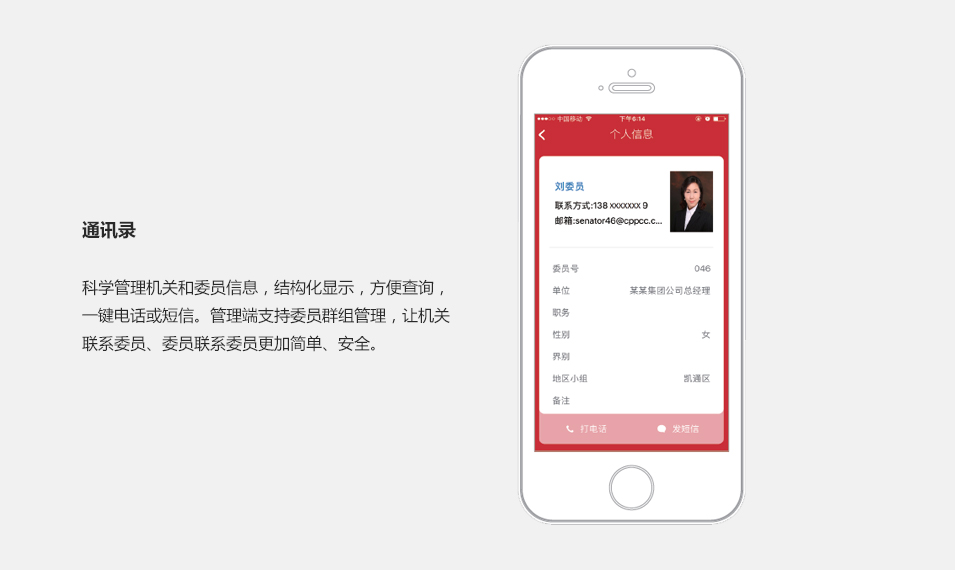 通讯录
科学管理机关和委员信息，结构化显示，方便查询，
一键电话或短信。管理端支持委员群组管理，让机关
联系委员、委员联系委员更加简单、安全。
中国移动 下午6:14
个人信息
刘委员
联系方式:138 XXXXXXX 9
邮箱:senator46@cppcc.c...
委员号 046
单位 某某集团公司总经理
职务
性别 女
界别
地区小组 凯通区
备注
打电话 发短信